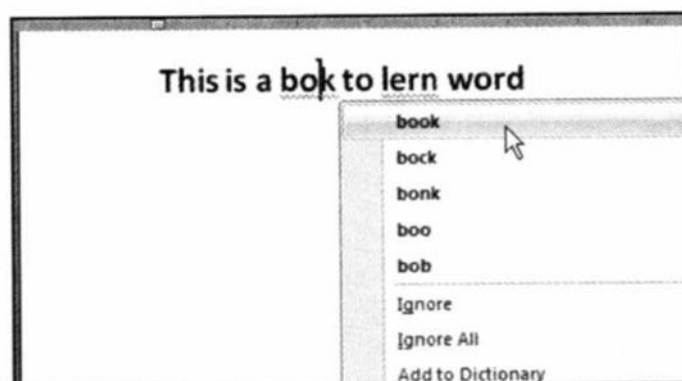 This is a bok to lern word
book
bock
bonk
boo
bob
Ignore
Ignore All
Add to Dictionary